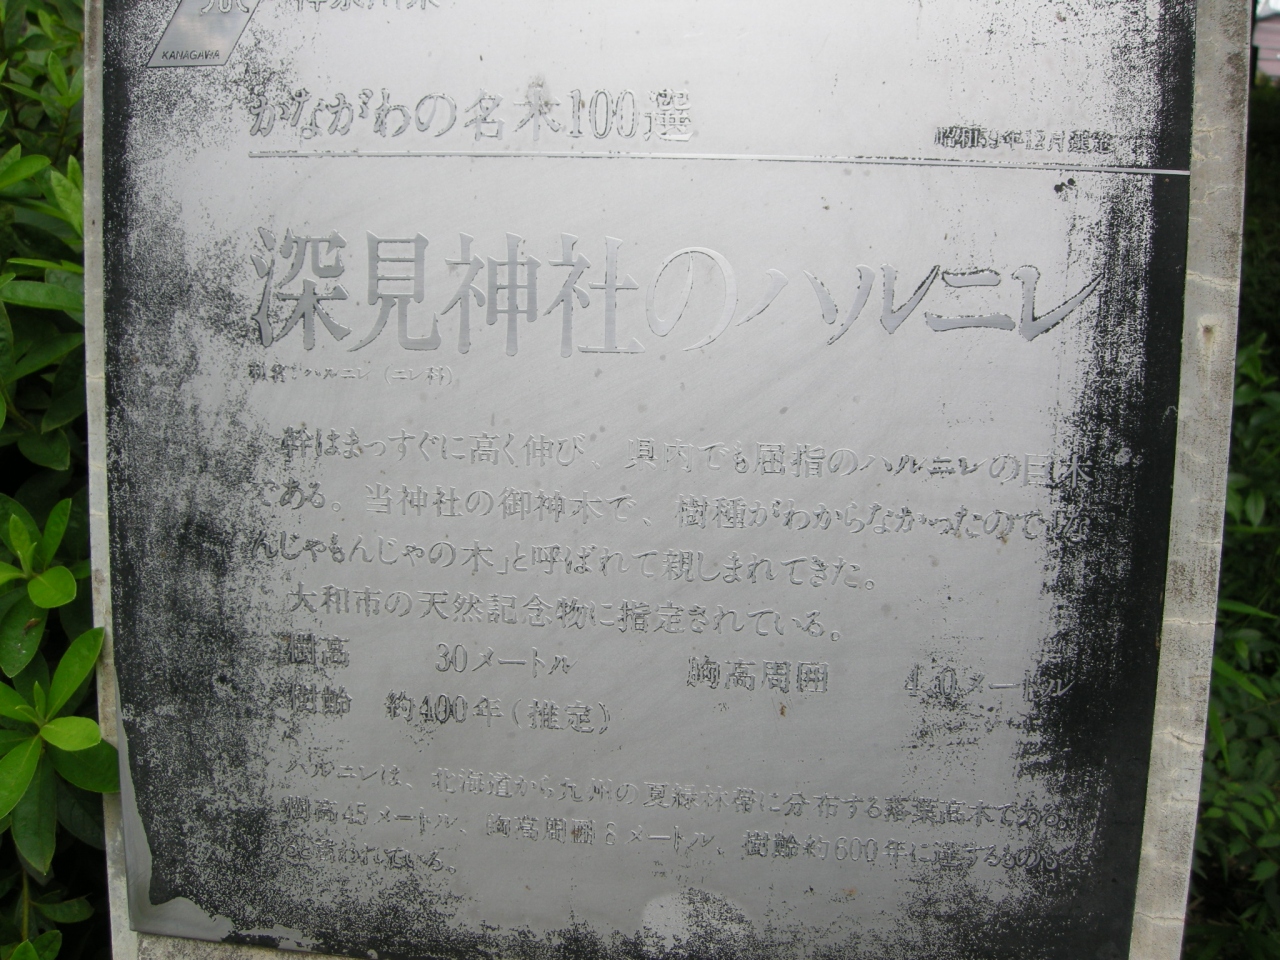 神奈川県
KANAGAWA
かながわの名木100選
昭和59年12月選定
深見神社のハルニレ
和名:ハルニレ (ニレ科)
幹はまっすぐに高く伸び、県内でも屈指のハルニレの巨木
である。当神社の御神木で、樹種がわからなかったので「な
んじゃもんじゃの木」と呼ばれて親しまれてきた。
大和市の天然記念物に指定されている。
樹高 30メートル 胸高周囲 4.0メートル
樹齢 約400年(推定)
ハルニレは、北海道から九州の夏緑林帯に分布する落葉高木である。
樹高45メートル、胸高周囲8メートル、樹齢約600年に達するものも
あると言われている。